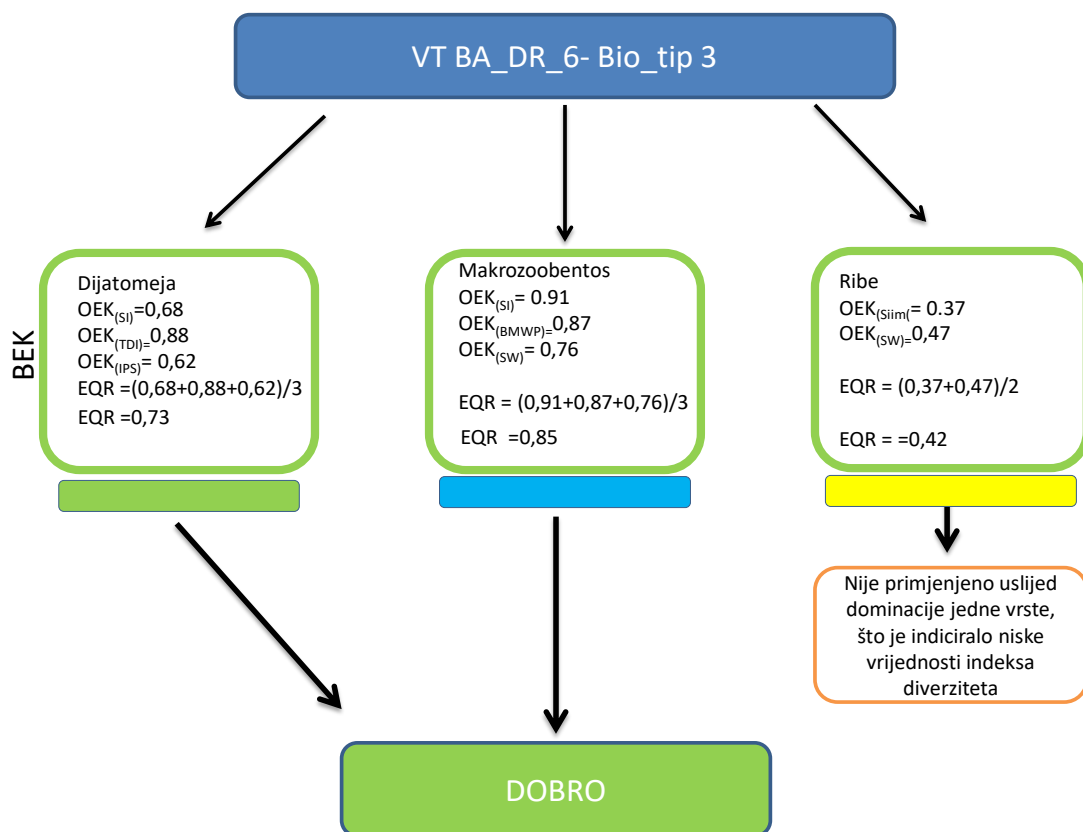 VT BA_DR_6- Bio_tip 3
BEK
Dijatomeja
OEK(SI)=0,68
OEK(TDI)=0,88
OEK(IPS)= 0,62
EQR =(0,68+0,88+0,62)/3
EQR =0,73
Makrozoobentos
OEK(SI)= 0.91
OEK(BMWP)=0,87
OEK(SW)= 0,76
EQR = (0,91+0,87+0,76)/3
EQR =0,85
Ribe
OEK(Siim(= 0.37
OEK(SW)=0,47
EQR = (0,37+0,47)/2
EQR = =0,42
Nije primjenjeno uslijed
dominacije jedne vrste,
što je indiciralo niske
vrijednosti indeksa
diverziteta
DOBRO